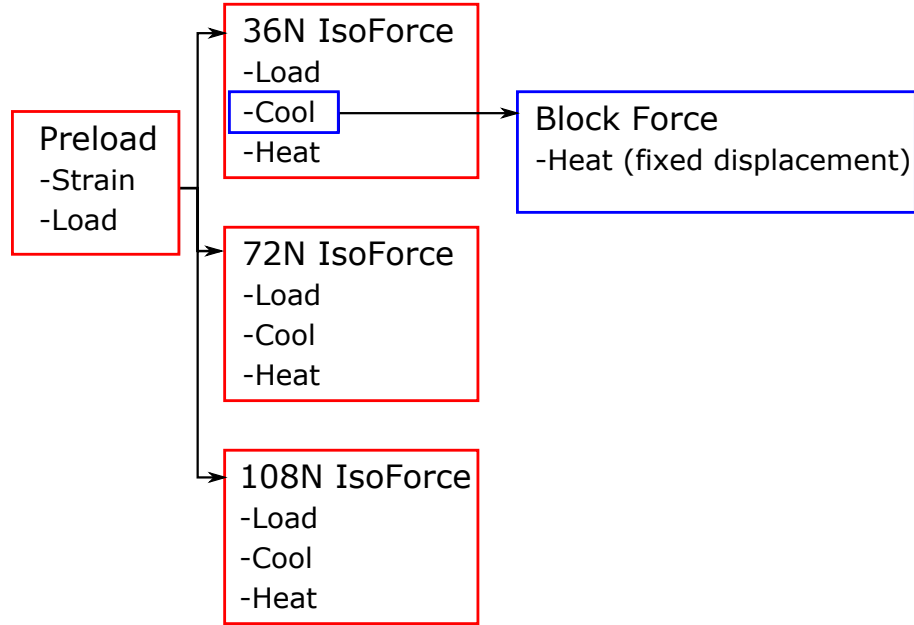 Preload
-Strain
-Load
36N IsoForce
-Load
-Cool
-Heat
Block Force
-Heat (fixed displacement)
72N IsoForce
-Load
-Cool
-Heat
108N IsoForce
-Load
-Cool
-Heat